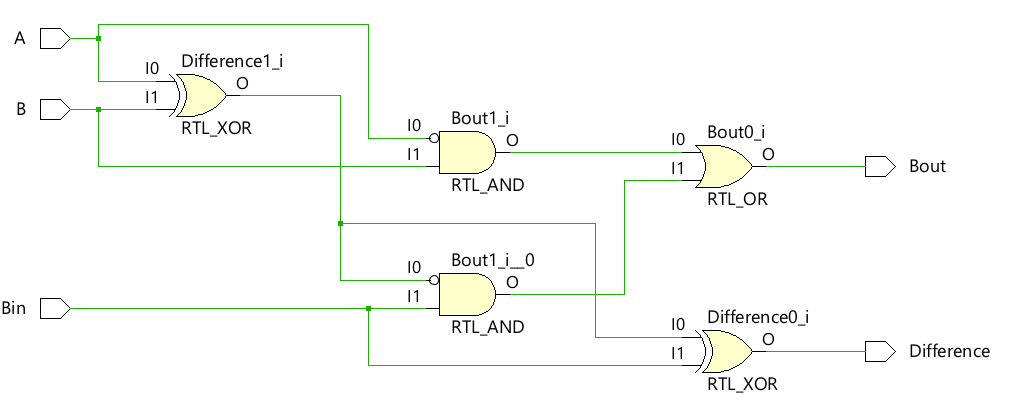 A
Difference1_i
I0
O
I1
B
RTL_XOR
Bout1_i
I0
O
I1
RTL_AND
Bout0_i
I0
O
I1
Bout
RTL_OR
Bout1_i__0
I0
O
I1
Bin
RTL_AND
Difference0_i
I0
O
I1
Difference
RTL_XOR